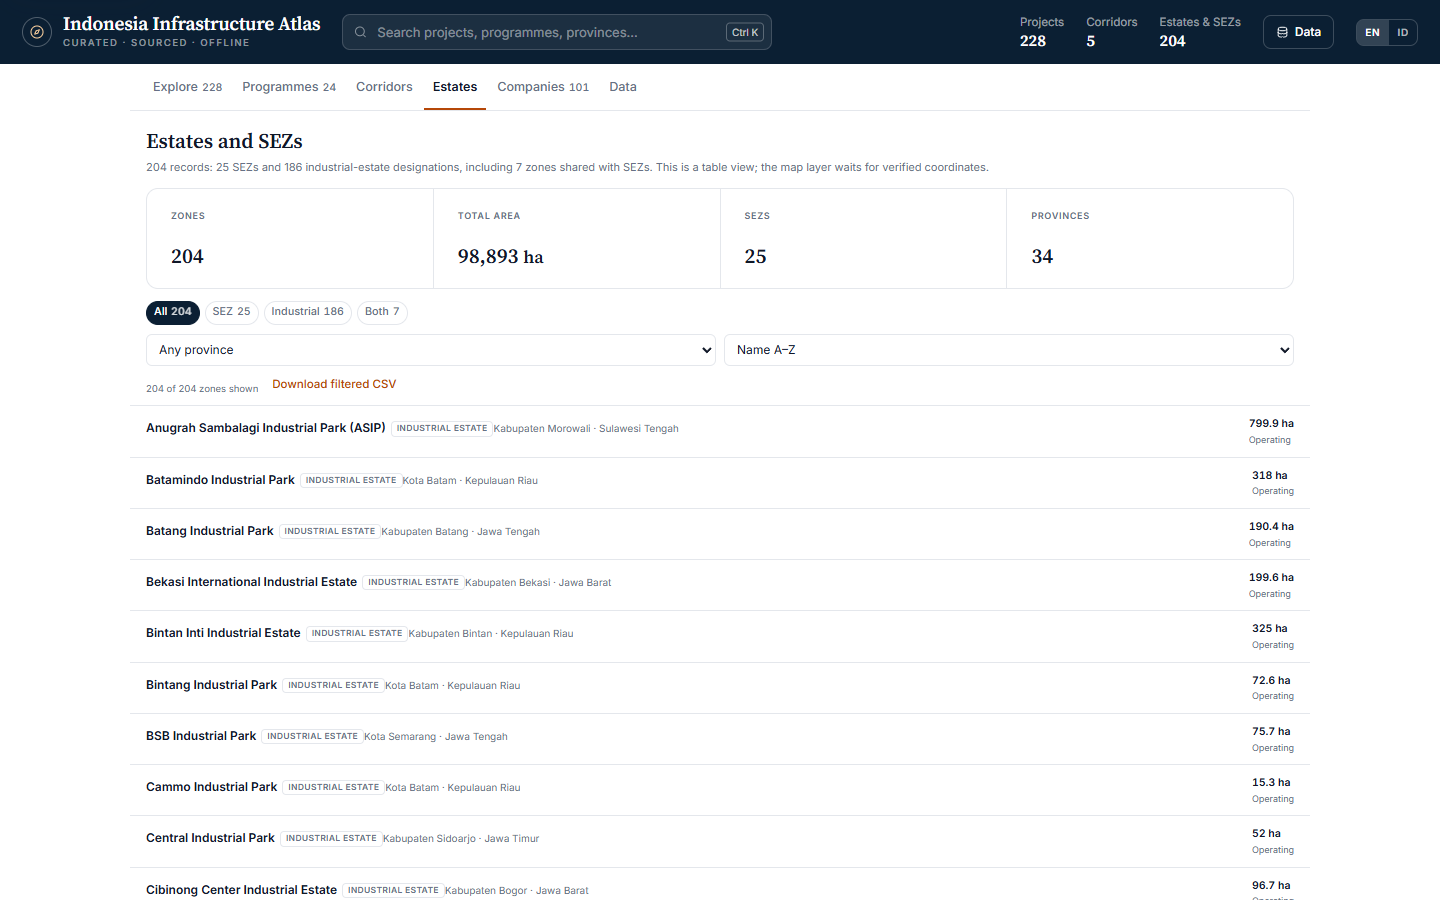 Indonesia Infrastructure Atlas
CURATED · SOURCED · OFFLINE
Search projects, programmes, provinces...
Ctrl K
Projects
228
Corridors
5
Estates & SEZs
204
Data
EN
ID
Explore 228
Programmes 24
Corridors
Estates
Companies 101
Data
Estates and SEZs
204 records: 25 SEZs and 186 industrial-estate designations, including 7 zones shared with SEZs. This is a table view; the map layer waits for verified coordinates.
ZONES
204
TOTAL AREA
98,893 ha
SEZS
25
PROVINCES
34
All 204
SEZ 25
Industrial 186
Both 7
Any province
Name A–Z
204 of 204 zones shown
Download filtered CSV
Anugrah Sambalagi Industrial Park (ASIP) INDUSTRIAL ESTATE Kabupaten Morowali · Sulawesi Tengah
799.9 ha
Operating
Batamindo Industrial Park INDUSTRIAL ESTATE Kota Batam · Kepulauan Riau
318 ha
Operating
Batang Industrial Park INDUSTRIAL ESTATE Kabupaten Batang · Jawa Tengah
190.4 ha
Operating
Bekasi International Industrial Estate INDUSTRIAL ESTATE Kabupaten Bekasi · Jawa Barat
199.6 ha
Operating
Bintan Inti Industrial Estate INDUSTRIAL ESTATE Kabupaten Bintan · Kepulauan Riau
325 ha
Operating
Bintang Industrial Park INDUSTRIAL ESTATE Kota Batam · Kepulauan Riau
72.6 ha
Operating
BSB Industrial Park INDUSTRIAL ESTATE Kota Semarang · Jawa Tengah
75.7 ha
Operating
Cammo Industrial Park INDUSTRIAL ESTATE Kota Batam · Kepulauan Riau
15.3 ha
Operating
Central Industrial Park INDUSTRIAL ESTATE Kabupaten Sidoarjo · Jawa Timur
52 ha
Operating
Cibinong Center Industrial Estate INDUSTRIAL ESTATE Kabupaten Bogor · Jawa Barat
96.7 ha